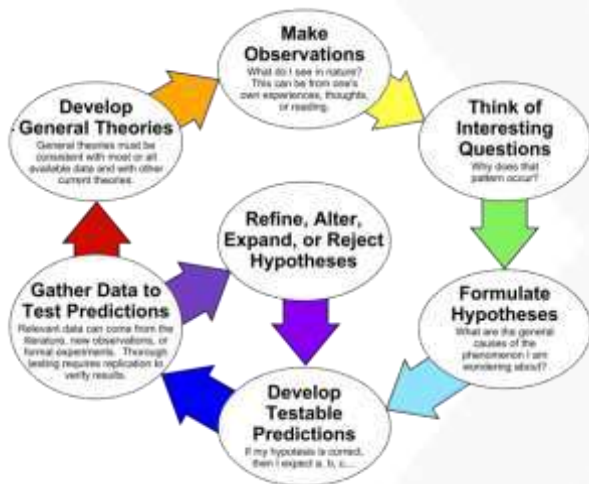 Make
Observations
What do I see in nature?
This can be from one's
own experiences, thoughts,
or reading.
Think of
Interesting
Questions
Why does that
pattern occur?
Formulate
Hypotheses
What are the general
causes of the
phenomenon I am
wondering about?
Develop
Testable
Predictions
If my hypotesis is correct,
then I expect a, b, c,...
Gather Data to
Test Predictions
Relevant data can come from the
literature, new observations, or
formal experiments. Thorough
testing requires replication to
verify results.
Refine, Alter,
Expand, or Reject
Hypotheses
Develop
General Theories
General theories must be
consistent with most or all
available data and with other
current theories.